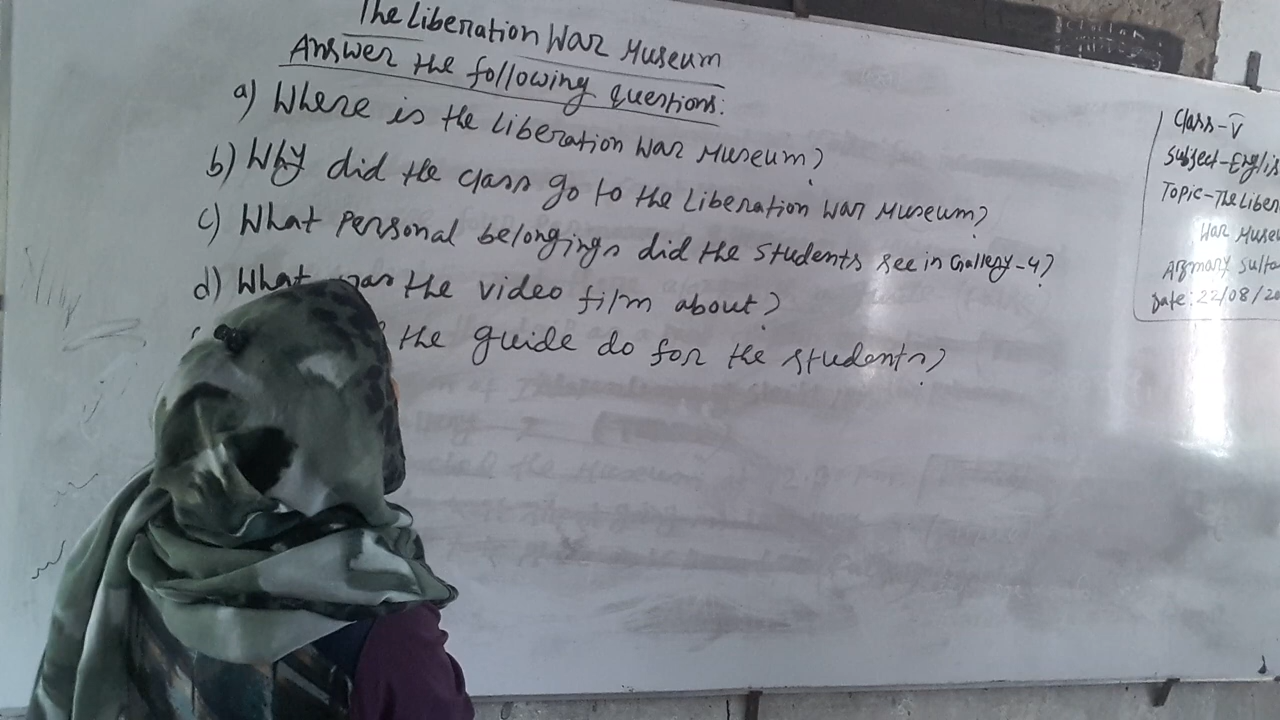 The Liberation War Museum
Answer the following questions:
a) Where is the Liberation War Museum?
b) Why did the class go to the Liberation War Museum?
c) What personal belongings did the students see in Gallery-4?
d) What was the video film about?
the guide do for the students?
Class-V
Subject-Englis
Topic-The Liber
War Museu
Sulta
Date: 22/08/20